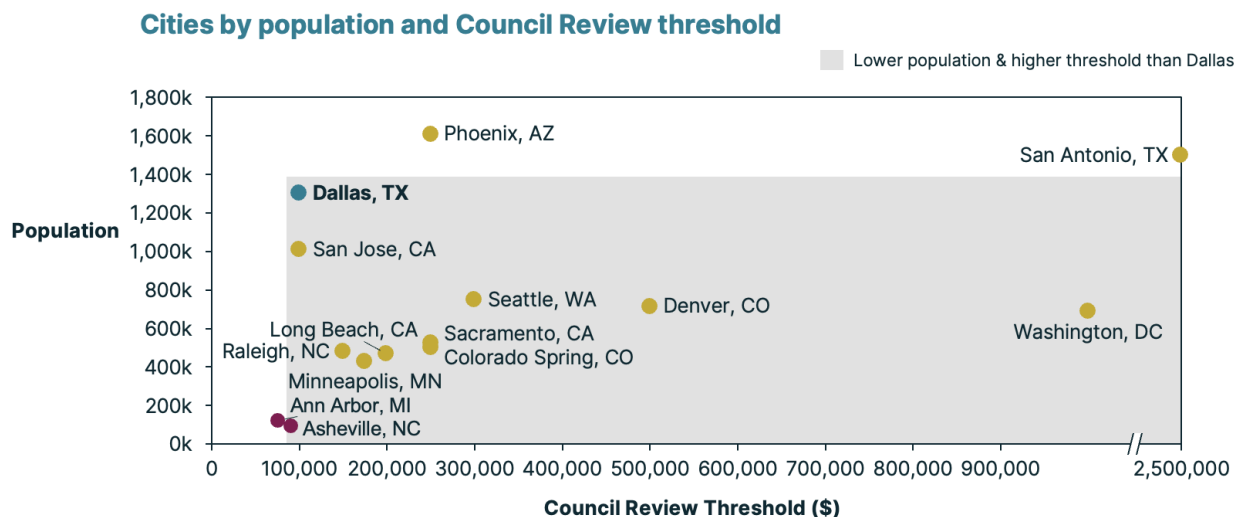 Cities by population and Council Review threshold
Lower population & higher threshold than Dallas
1,800k
1,600k
1,400k
1,200k
1,000k
800k
600k
400k
200k
0k
Population
Phoenix, AZ
San Antonio, TX
Dallas, TX
San Jose, CA
Seattle, WA
Denver, CO
Washington, DC
Long Beach, CA
Sacramento, CA
Raleigh, NC
Colorado Spring, CO
Minneapolis, MN
Ann Arbor, MI
Asheville, NC
0
100,000
200,000
300,000
400,000
500,000
600,000
700,000
800,000
900,000
2,500,000
Council Review Threshold ($)